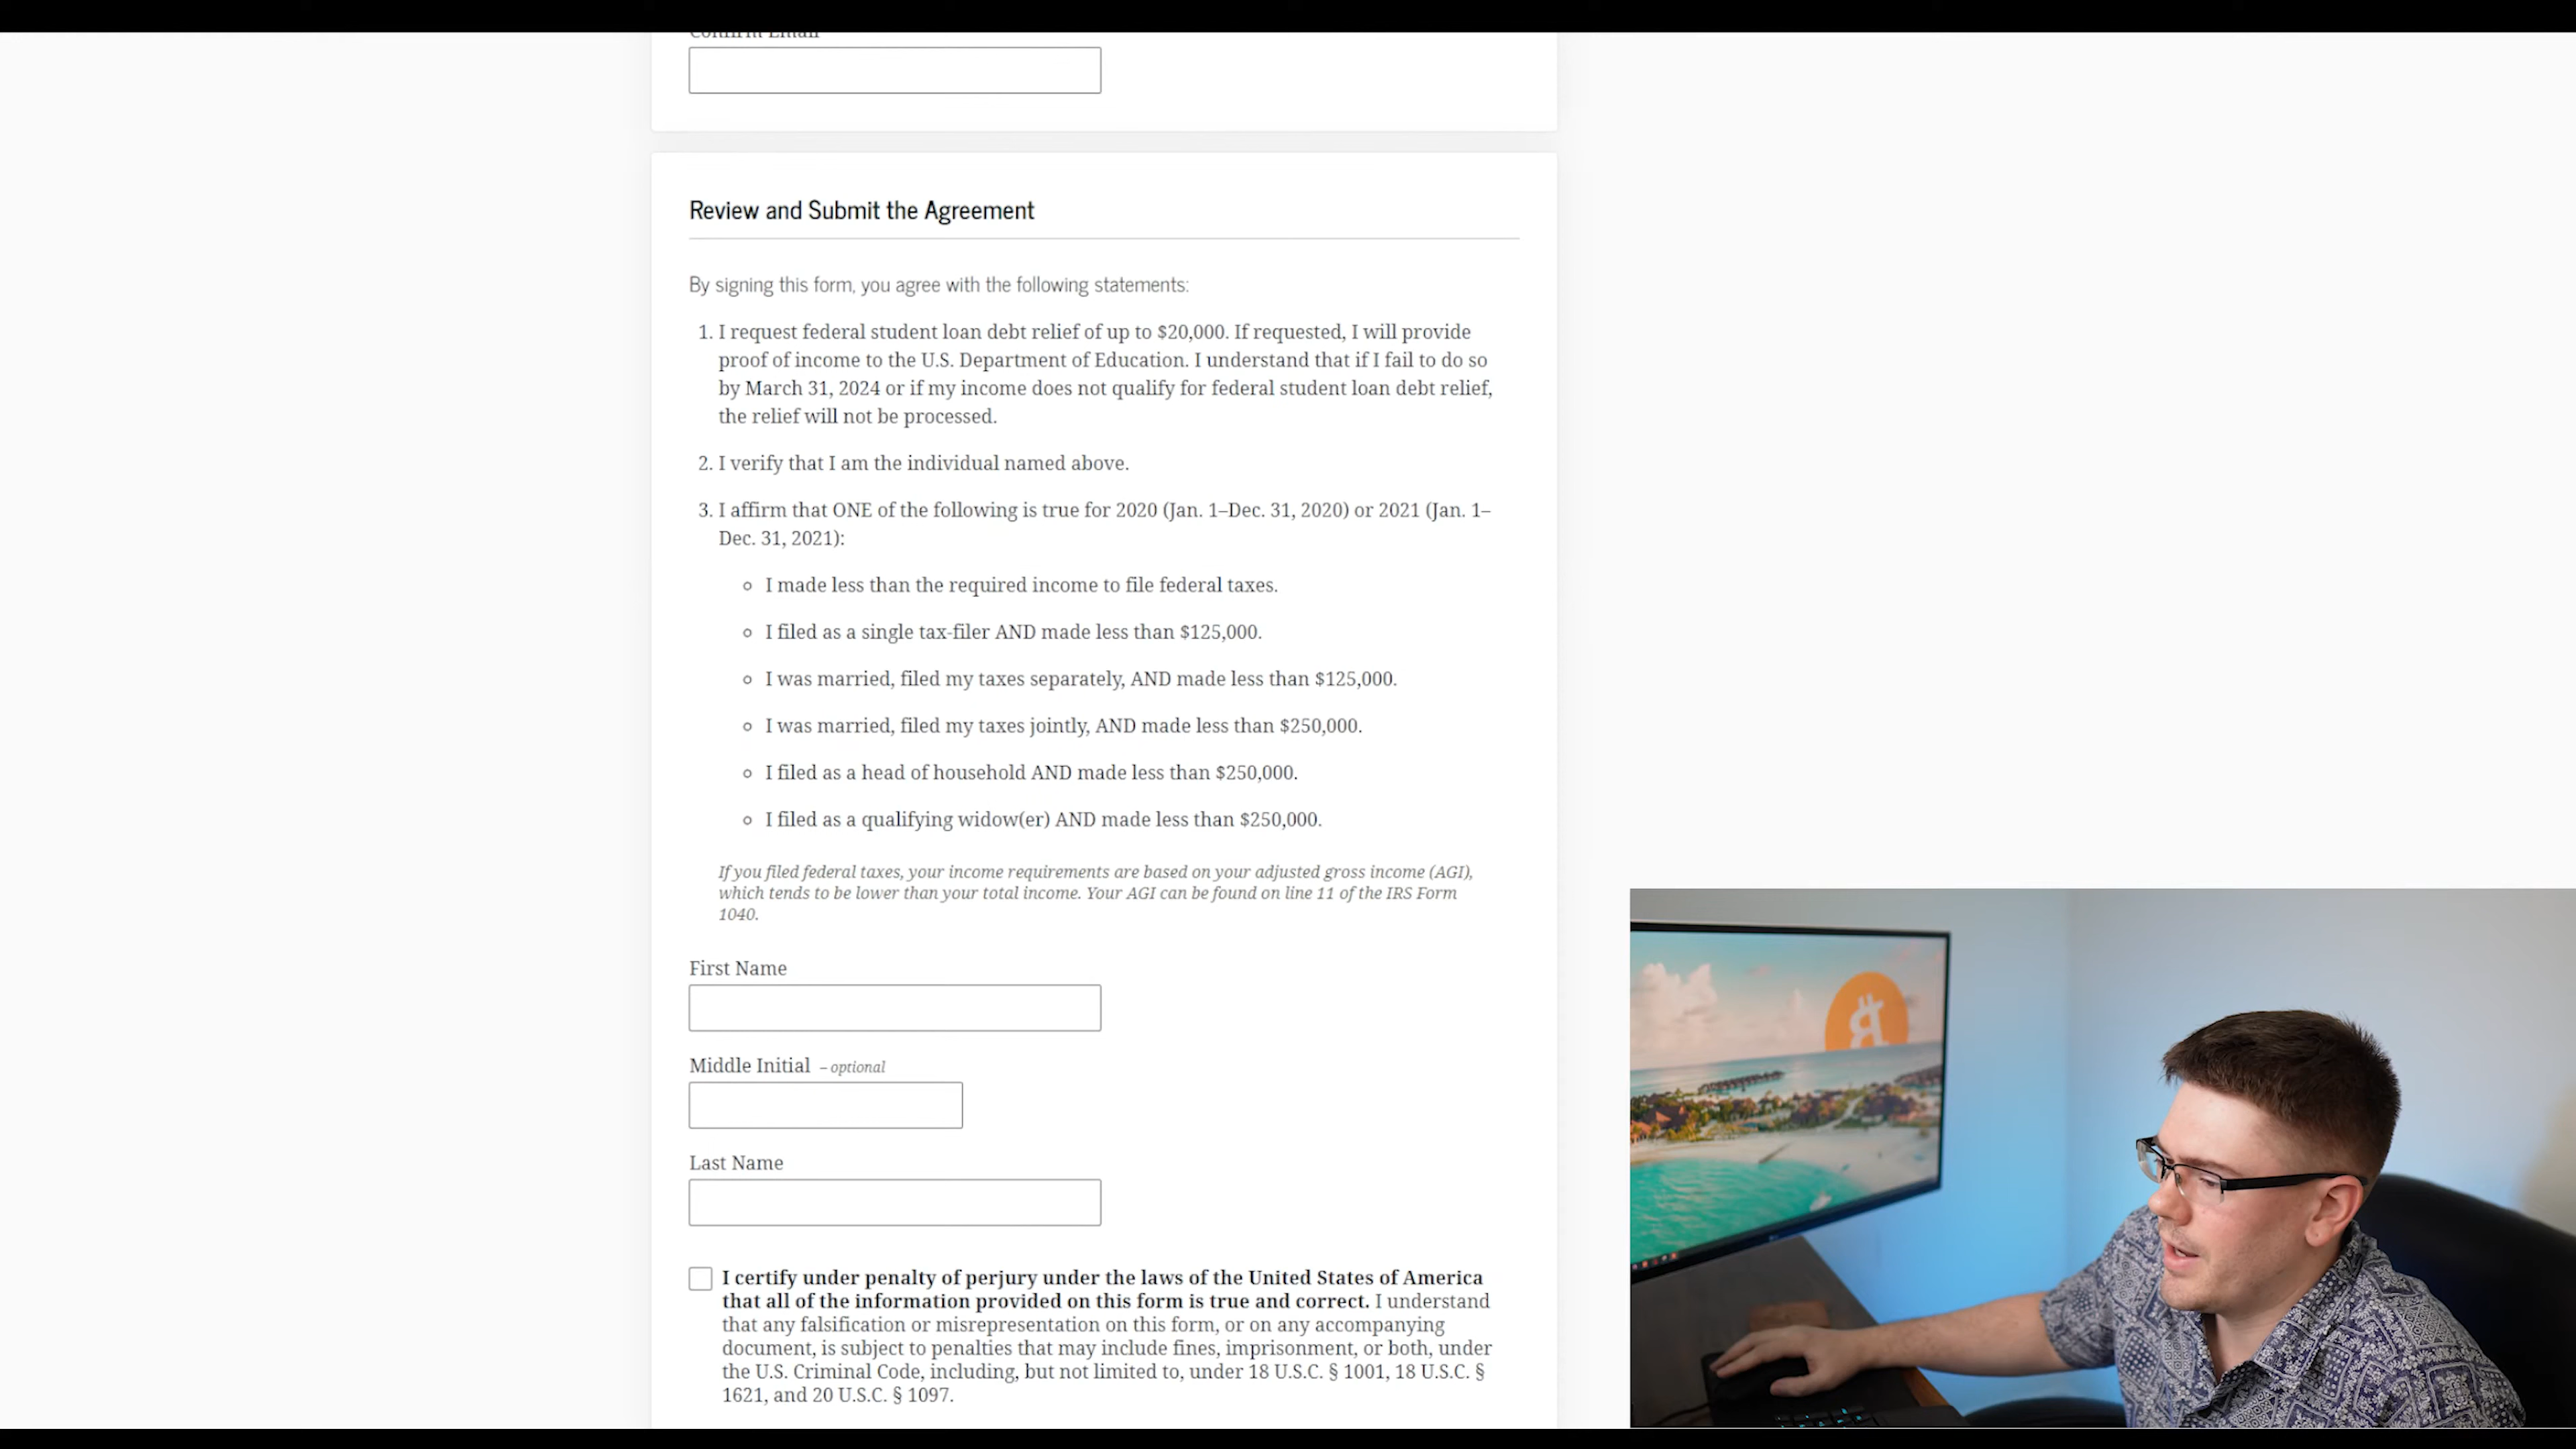 Confirm Email
Review and Submit the Agreement
By signing this form, you agree with the following statements:
1. I request federal student loan debt relief of up to $20,000. If requested, I will provide
proof of income to the U.S. Department of Education. I understand that if I fail to do so
by March 31, 2024 or if my income does not qualify for federal student loan debt relief,
the relief will not be processed.
2. I verify that I am the individual named above.
3. I affirm that ONE of the following is true for 2020 (Jan. 1–Dec. 31, 2020) or 2021 (Jan. 1–
Dec. 31, 2021):
I made less than the required income to file federal taxes.
I filed as a single tax-filer AND made less than $125,000.
I was married, filed my taxes separately, AND made less than $125,000.
I was married, filed my taxes jointly, AND made less than $250,000.
I filed as a head of household AND made less than $250,000.
I filed as a qualifying widow(er) AND made less than $250,000.
If you filed federal taxes, your income requirements are based on your adjusted gross income (AGI),
which tends to be lower than your total income. Your AGI can be found on line 11 of the IRS Form
1040.
First Name
Middle Initial – optional
Last Name
I certify under penalty of perjury under the laws of the United States of America
that all of the information provided on this form is true and correct. I understand
that any falsification or misrepresentation on this form, or on any accompanying
document, is subject to penalties that may include fines, imprisonment, or both, under
the U.S. Criminal Code, including, but not limited to, under 18 U.S.C. § 1001, 18 U.S.C. §
1621, and 20 U.S.C. § 1097.